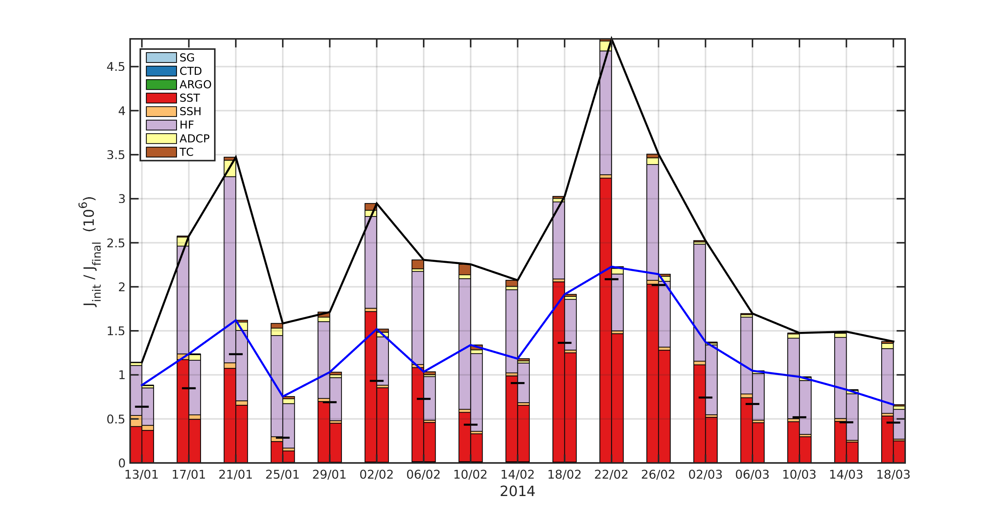 SG
CTD
ARGO
SST
SSH
HF
ADCP
TC
4.5
4
3.5
3
2.5
2
1.5
1
0.5
0
J_init / J_final (10^6)
13/01 17/01 21/01 25/01 29/01 02/02 06/02 10/02 14/02 18/02 22/02 26/02 02/03 06/03 10/03 14/03 18/03
2014